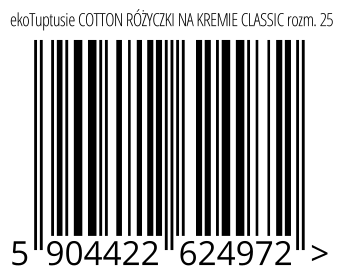 ekoTuptusie COTTON RÓŻYCZKI NA KREMIE CLASSIC rozm. 25
5 904422 624972 >